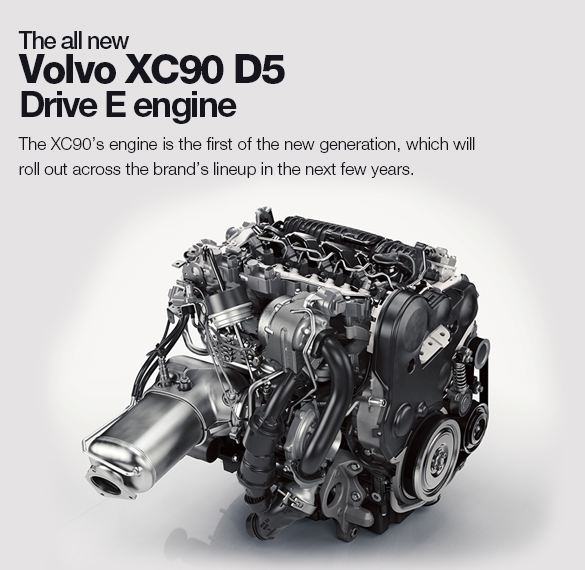 The all new
Volvo XC90 D5
Drive E engine
The XC90's engine is the first of the new generation, which will
roll out across the brand's lineup in the next few years.